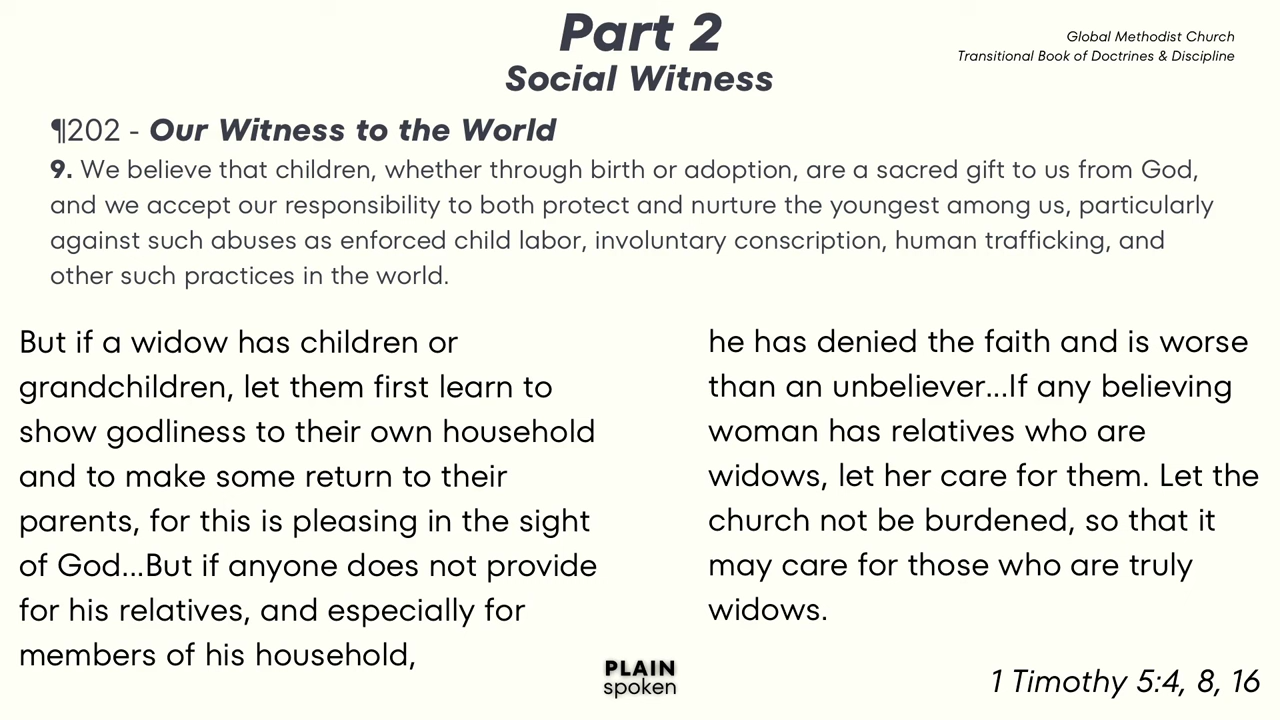 Part 2
Social Witness
Global Methodist Church
Transitional Book of Doctrines & Discipline
¶202 - Our Witness to the World
9. We believe that children, whether through birth or adoption, are a sacred gift to us from God,
and we accept our responsibility to both protect and nurture the youngest among us, particularly
against such abuses as enforced child labor, involuntary conscription, human trafficking, and
other such practices in the world.
But if a widow has children or
grandchildren, let them first learn to
show godliness to their own household
and to make some return to their
parents, for this is pleasing in the sight
of God...But if anyone does not provide
for his relatives, and especially for
members of his household,
he has denied the faith and is worse
than an unbeliever...If any believing
woman has relatives who are
widows, let her care for them. Let the
church not be burdened, so that it
may care for those who are truly
widows.
PLAIN
spoken
1 Timothy 5:4, 8, 16